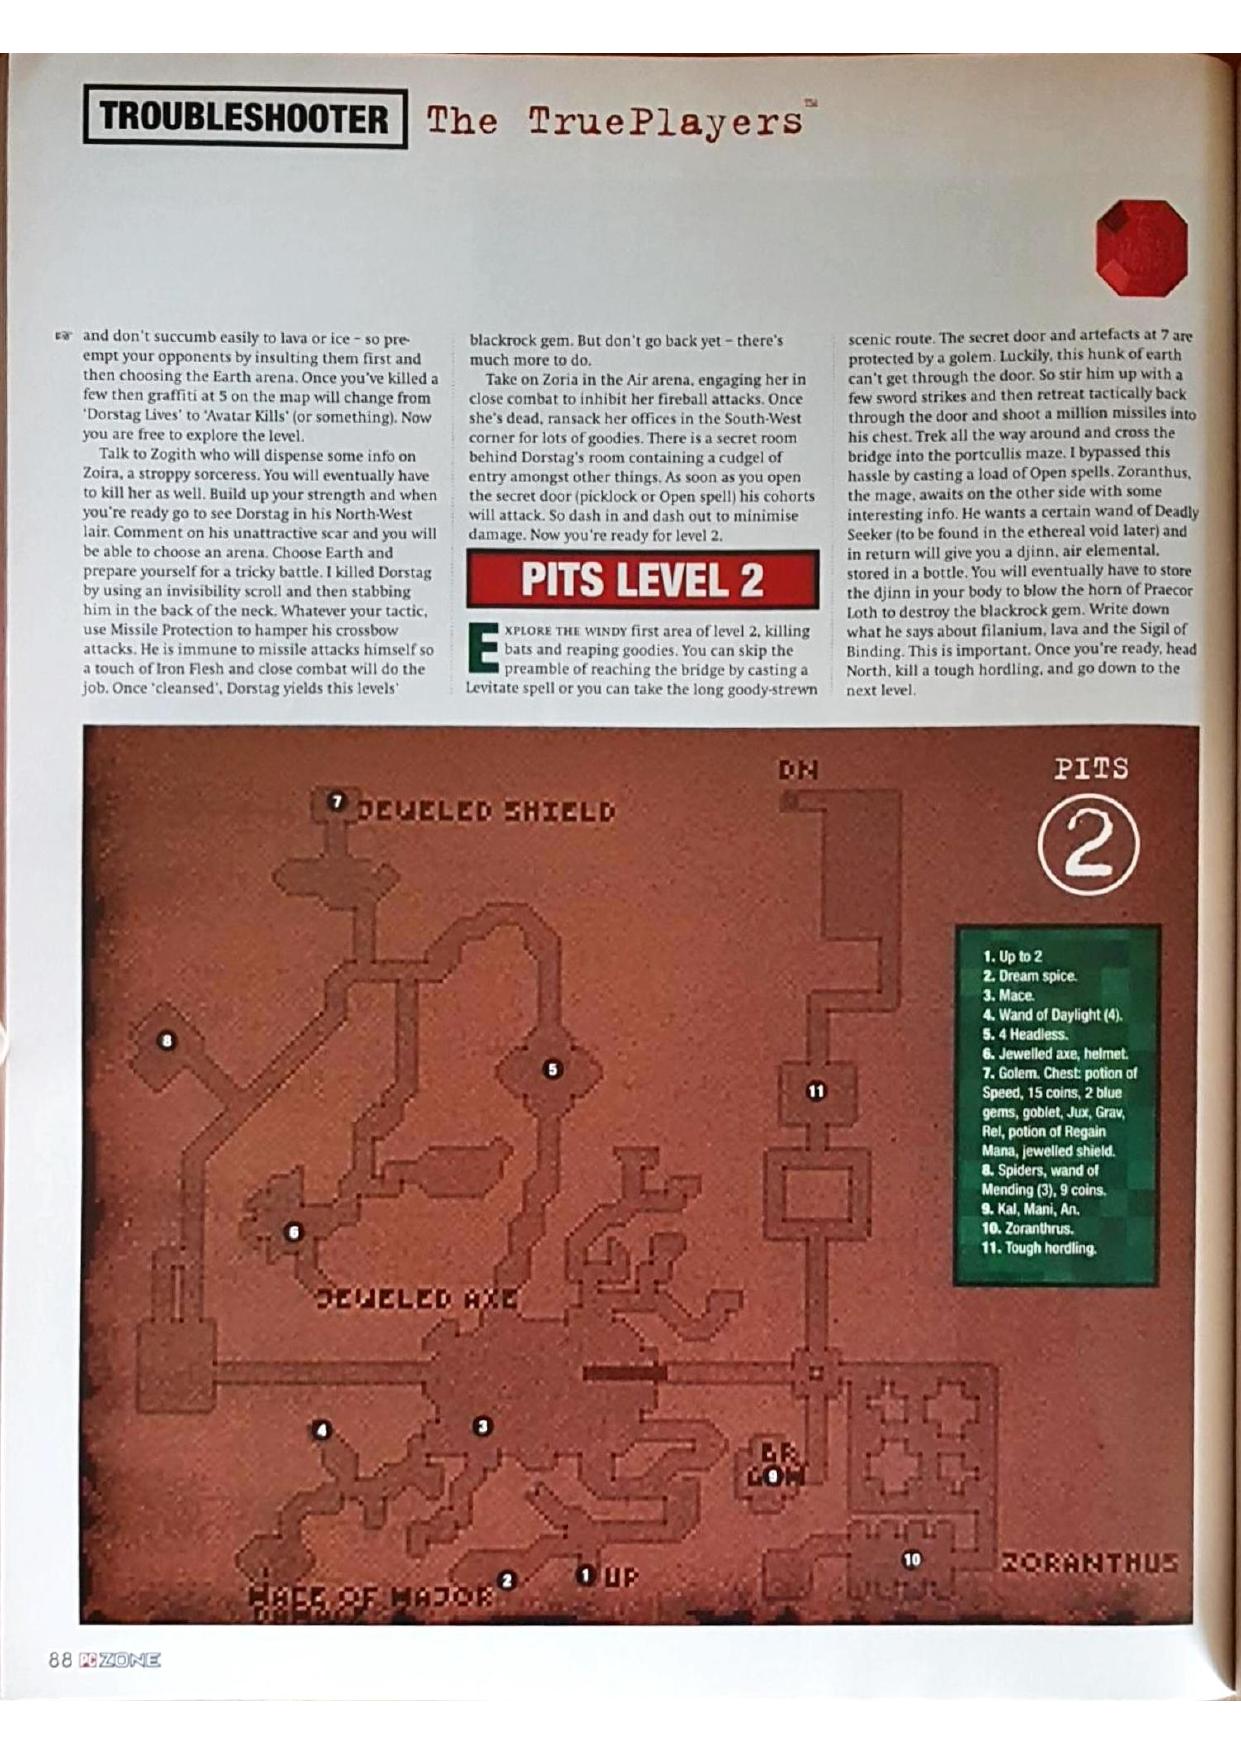 TROUBLESHOOTER The TruePlayers™
and don't succumb easily to lava or ice – so pre-
empt your opponents by insulting them first and
then choosing the Earth arena. Once you've killed a
few then graffiti at 5 on the map will change from
'Dorstag Lives' to 'Avatar Kills' (or something). Now
you are free to explore the level.
Talk to Zogith who will dispense some info on
Zoira, a stroppy sorceress. You will eventually have
to kill her as well. Build up your strength and when
you're ready go to see Dorstag in his North-West
lair. Comment on his unattractive scar and you will
be able to choose an arena. Choose Earth and
prepare yourself for a tricky battle. I killed Dorstag
by using an invisibility scroll and then stabbing
him in the back of the neck. Whatever your tactic,
use Missile Protection to hamper his crossbow
attacks. He is immune to missile attacks himself so
a touch of Iron Flesh and close combat will do the
job. Once 'cleansed', Dorstag yields this levels'
blackrock gem. But don't go back yet – there's
much more to do.
Take on Zoria in the Air arena, engaging her in
close combat to inhibit her fireball attacks. Once
she's dead, ransack her offices in the South-West
corner for lots of goodies. There is a secret room
behind Dorstag's room containing a cudgel of
entry amongst other things. As soon as you open
the secret door (picklock or Open spell) his cohorts
will attack. So dash in and dash out to minimise
damage. Now you're ready for level 2.
PITS LEVEL 2
EXPLORE THE WINDY first area of level 2, killing
bats and reaping goodies. You can skip the
preamble of reaching the bridge by casting a
Levitate spell or you can take the long goody-strewn
scenic route. The secret door and artefacts at 7 are
protected by a golem. Luckily, this hunk of earth
can't get through the door. So stir him up with a
few sword strikes and then retreat tactically back
through the door and shoot a million missiles into
his chest. Trek all the way around and cross the
bridge into the portcullis maze. I bypassed this
hassle by casting a load of Open spells. Zoranthus,
the mage, awaits on the other side with some
interesting info. He wants a certain wand of Deadly
Seeker (to be found in the ethereal void later) and
in return will give you a djinn, air elemental,
stored in a bottle. You will eventually have to store
the djinn in your body to blow the horn of Praecor
Loth to destroy the blackrock gem. Write down
what he says about filanium, lava and the Sigil of
Binding. This is important. Once you're ready, head
North, kill a tough hordling, and go down to the
next level.
DN
PITS
2
7 JEWELED SHIELD
1. Up to 2
2. Dream spice.
3. Mace.
4. Wand of Daylight (4).
5. 4 Headless.
6. Jewelled axe, helmet.
7. Golem. Chest: potion of
Speed, 15 coins, 2 blue
gems, goblet, Jux, Grav,
Rel, potion of Regain
Mana, jewelled shield.
8. Spiders, wand of
Mending (3), 9 coins.
9. Kal, Mani, An.
10. Zoranthrus.
11. Tough hordling.
8
5
11
6
JEWELED AXE
4
3
BR
9
10
ZORANTHUS
2
1 UP
MACE OF MAJOR
88 PC ZONE